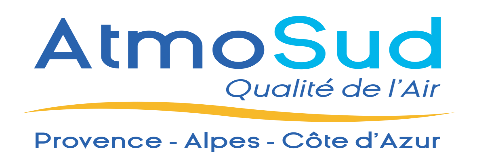 AtmoSud
Qualité de l'Air
Provence - Alpes - Côte d'Azur